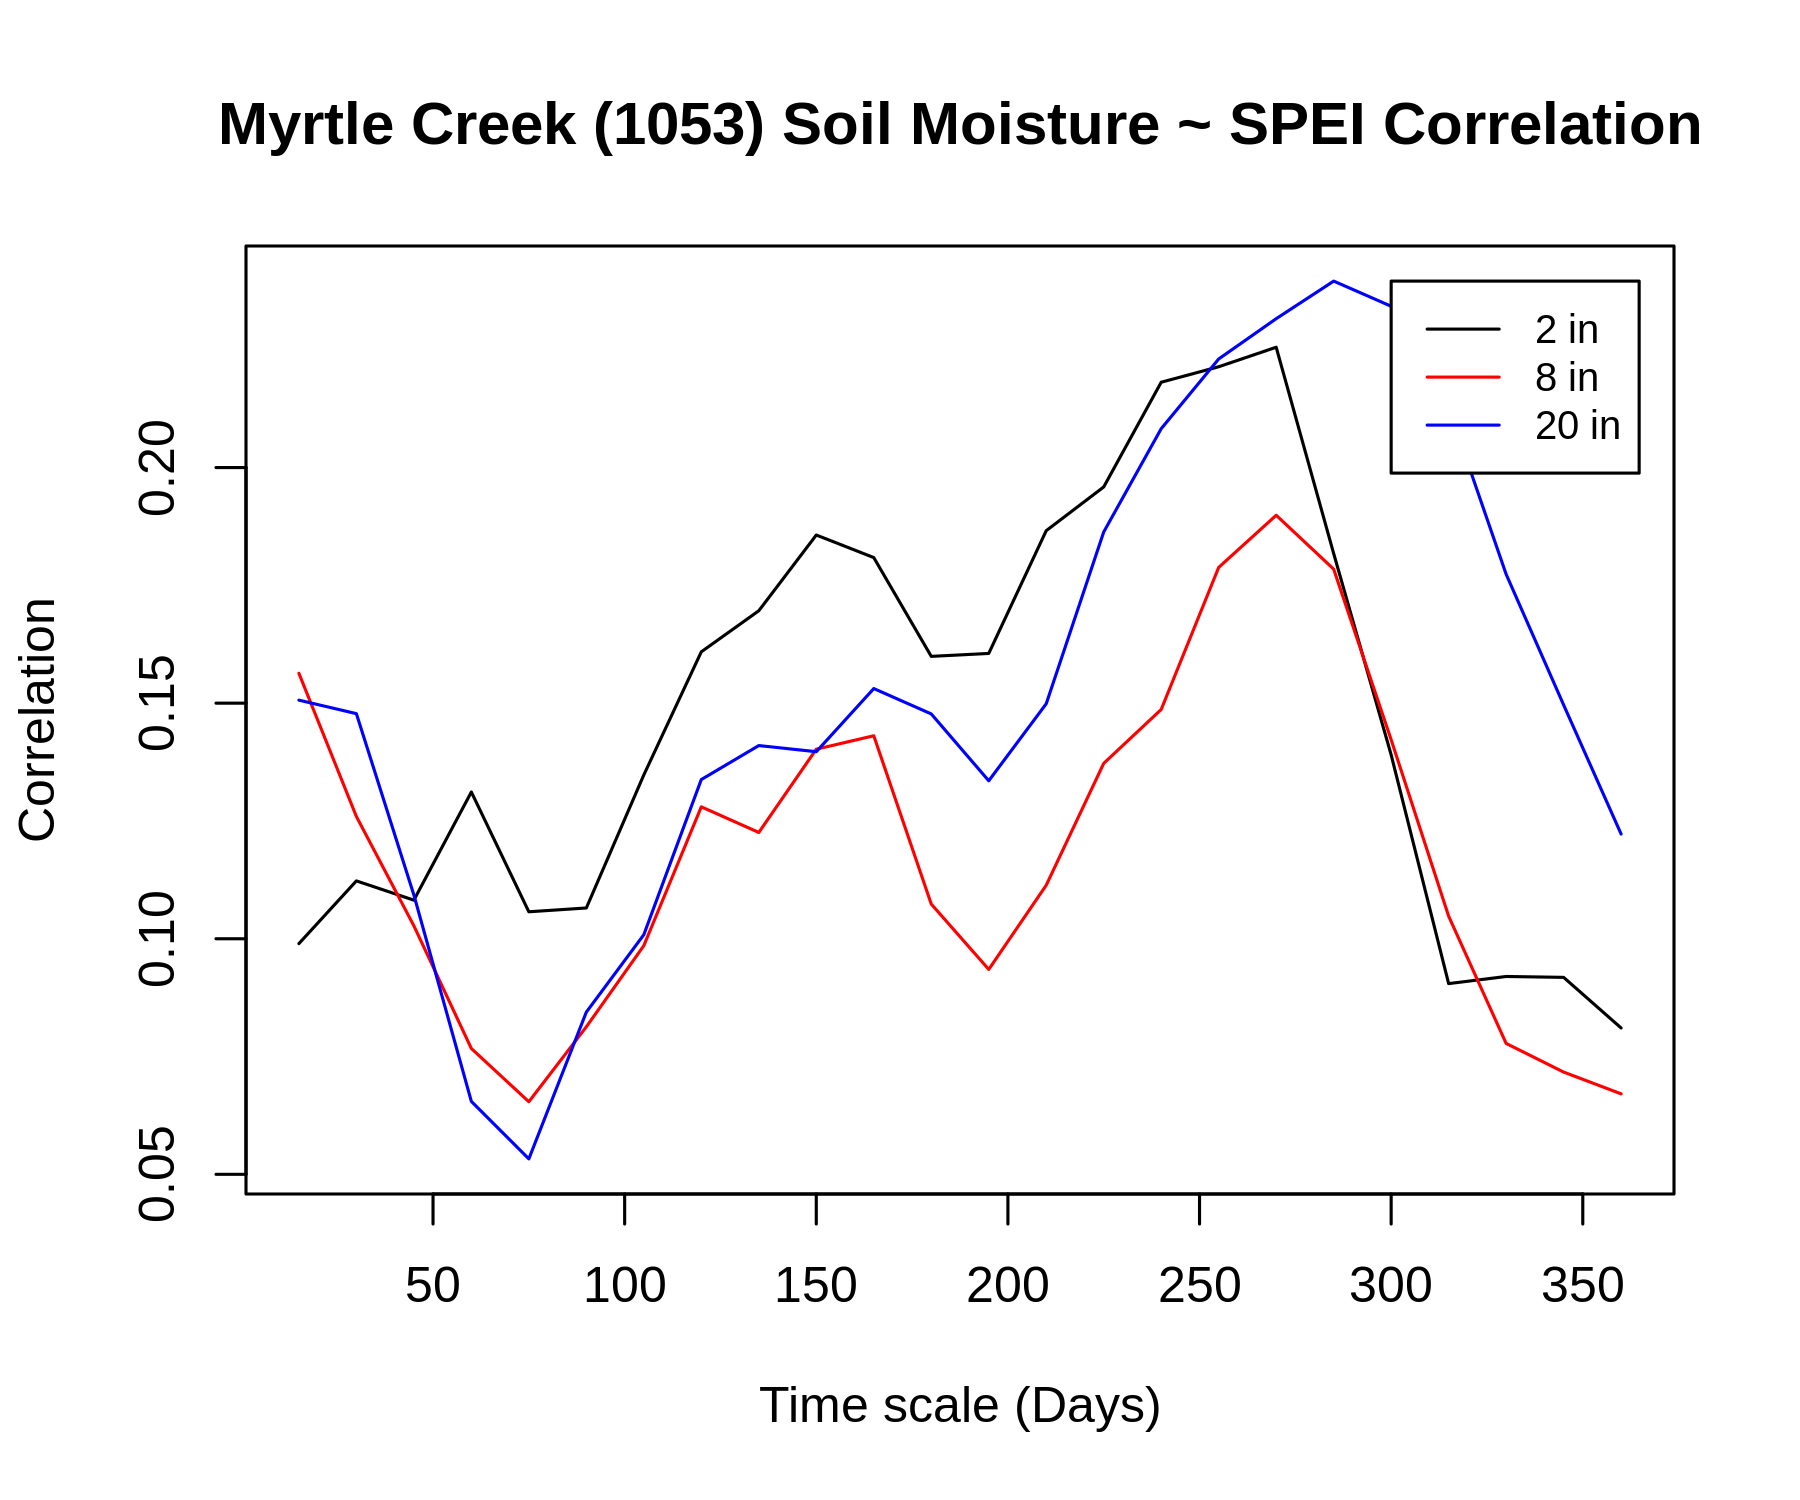 Myrtle Creek (1053) Soil Moisture ~ SPEI Correlation
2 in
8 in
20 in
Correlation
0.20
0.15
0.10
0.05
50 100 150 200 250 300 350
Time scale (Days)